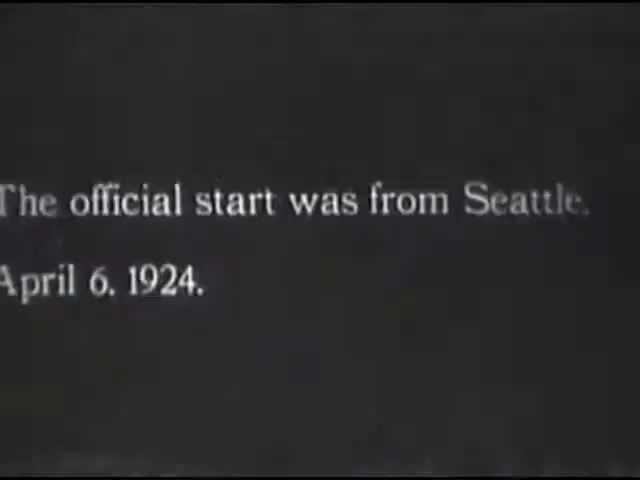 The official start was from Seattle,
April 6, 1924.